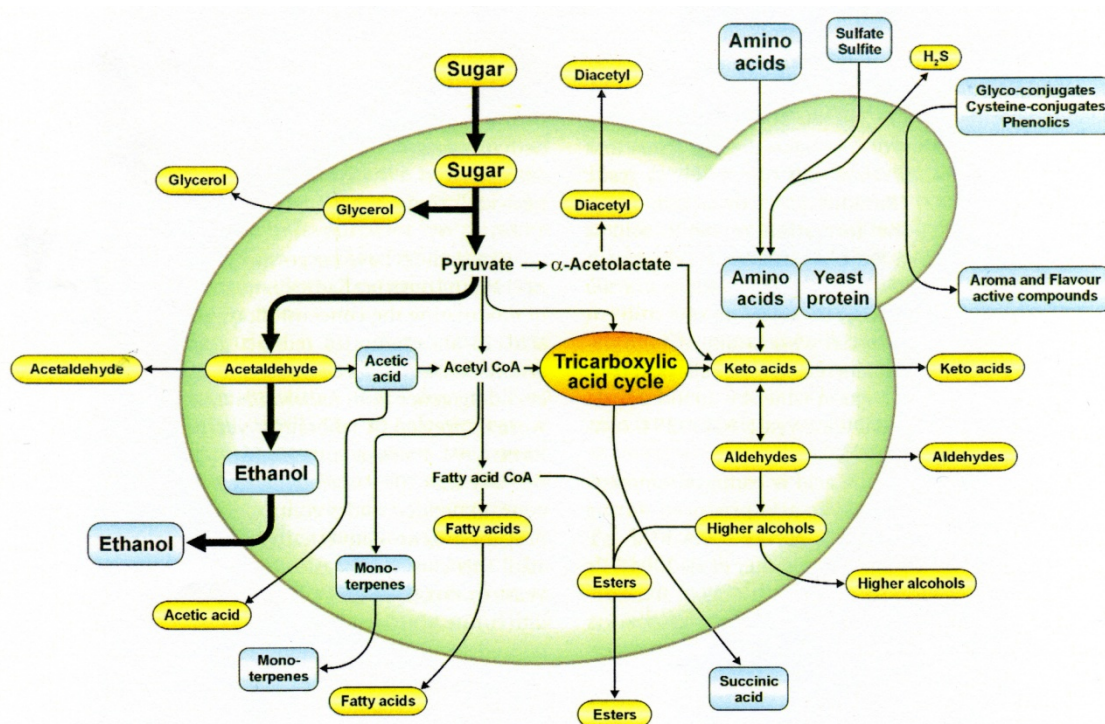 Sugar
Diacetyl
Amino
acids
Sulfate
Sulfite
H₂S
Glyco-conjugates
Cysteine-conjugates
Phenolics
Sugar
Glycerol
Glycerol
Diacetyl
Pyruvate
α-Acetolactate
Amino
acids
Yeast
protein
Aroma and Flavour
active compounds
Acetaldehyde
Acetaldehyde
Acetic
acid
Acetyl CoA
Tricarboxylic
acid cycle
Keto acids
Keto acids
Ethanol
Fatty acid CoA
Aldehydes
Aldehydes
Ethanol
Fatty acids
Higher alcohols
Mono-
terpenes
Esters
Higher alcohols
Acetic acid
Mono-
terpenes
Fatty acids
Succinic
acid
Esters